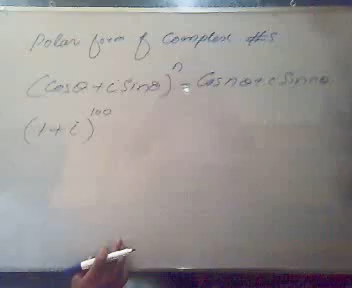 Polar form of Complex #s
(Cosθ + i Sinθ)^n = Cos nθ + i Sin nθ
(1 + i)^100